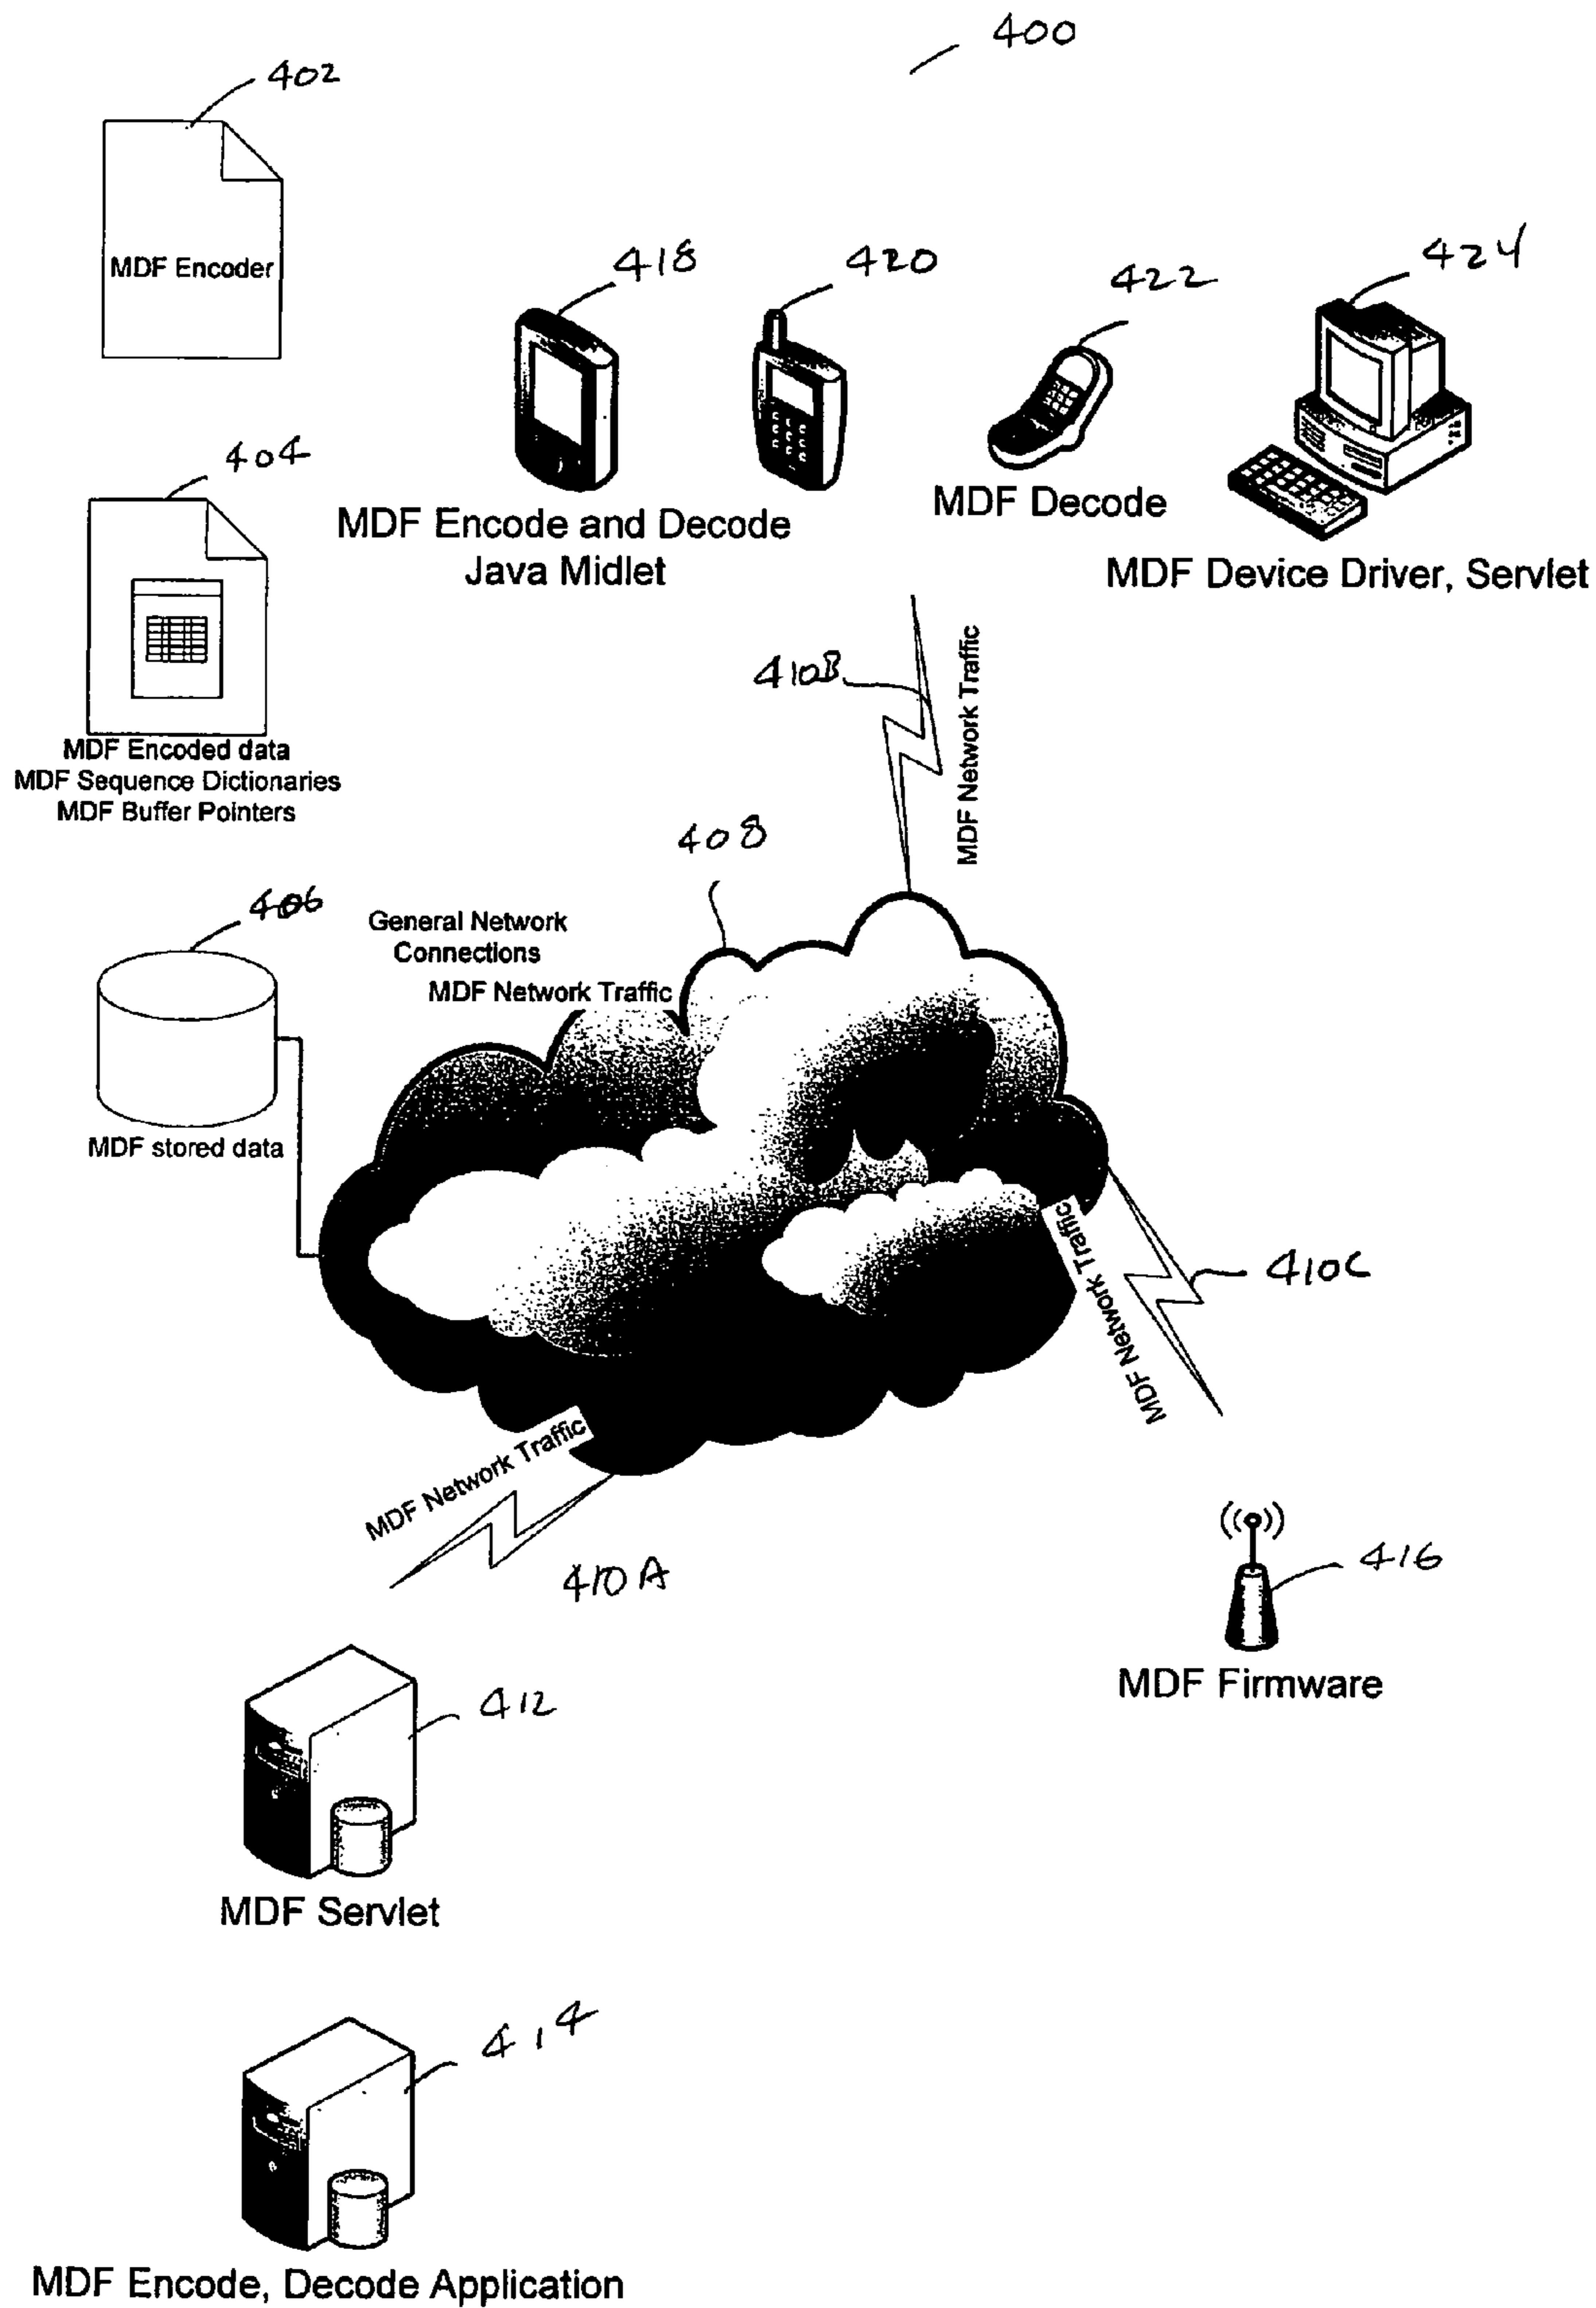 400
402
MDF Encoder
418
420
422
424
MDF Encode and Decode
Java Midlet
MDF Decode
MDF Device Driver, Servlet
404
MDF Encoded data
MDF Sequence Dictionaries
MDF Buffer Pointers
410B
MDF Network Traffic
408
406
General Network
Connections
MDF Network Traffic
MDF stored data
MDF Network Traffic
410C
MDF Network Traffic
410A
416
MDF Firmware
412
MDF Servlet
414
MDF Encode, Decode Application